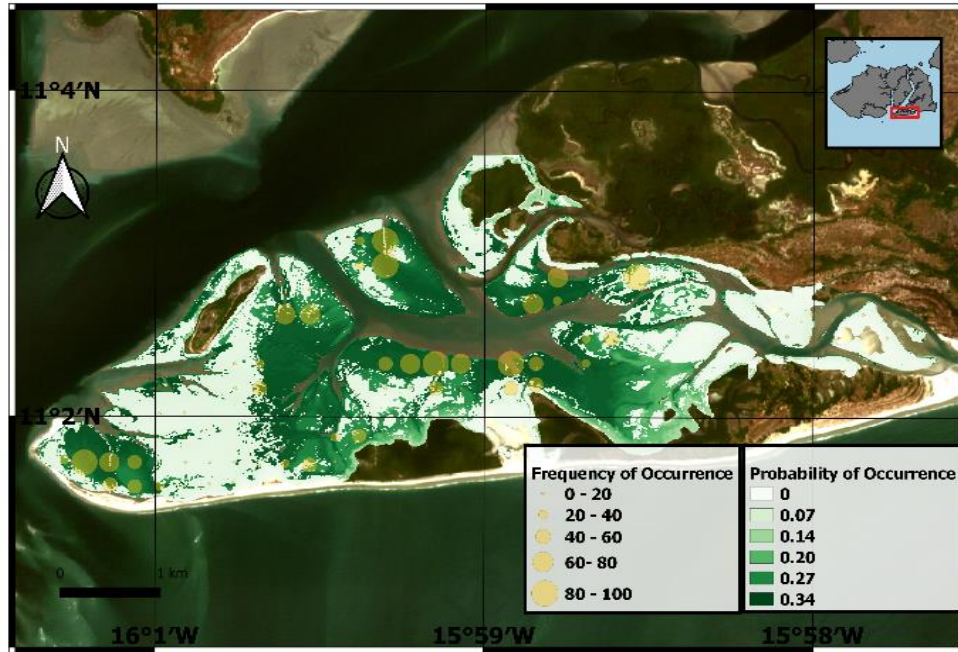 11°4′N
N
11°2′N
Frequency of Occurrence
0 - 20
20 - 40
40 - 60
60 - 80
80 - 100
Probability of Occurrence
0
0.07
0.14
0.20
0.27
0.34
0 1 km
16°1′W 15°59′W 15°58′W